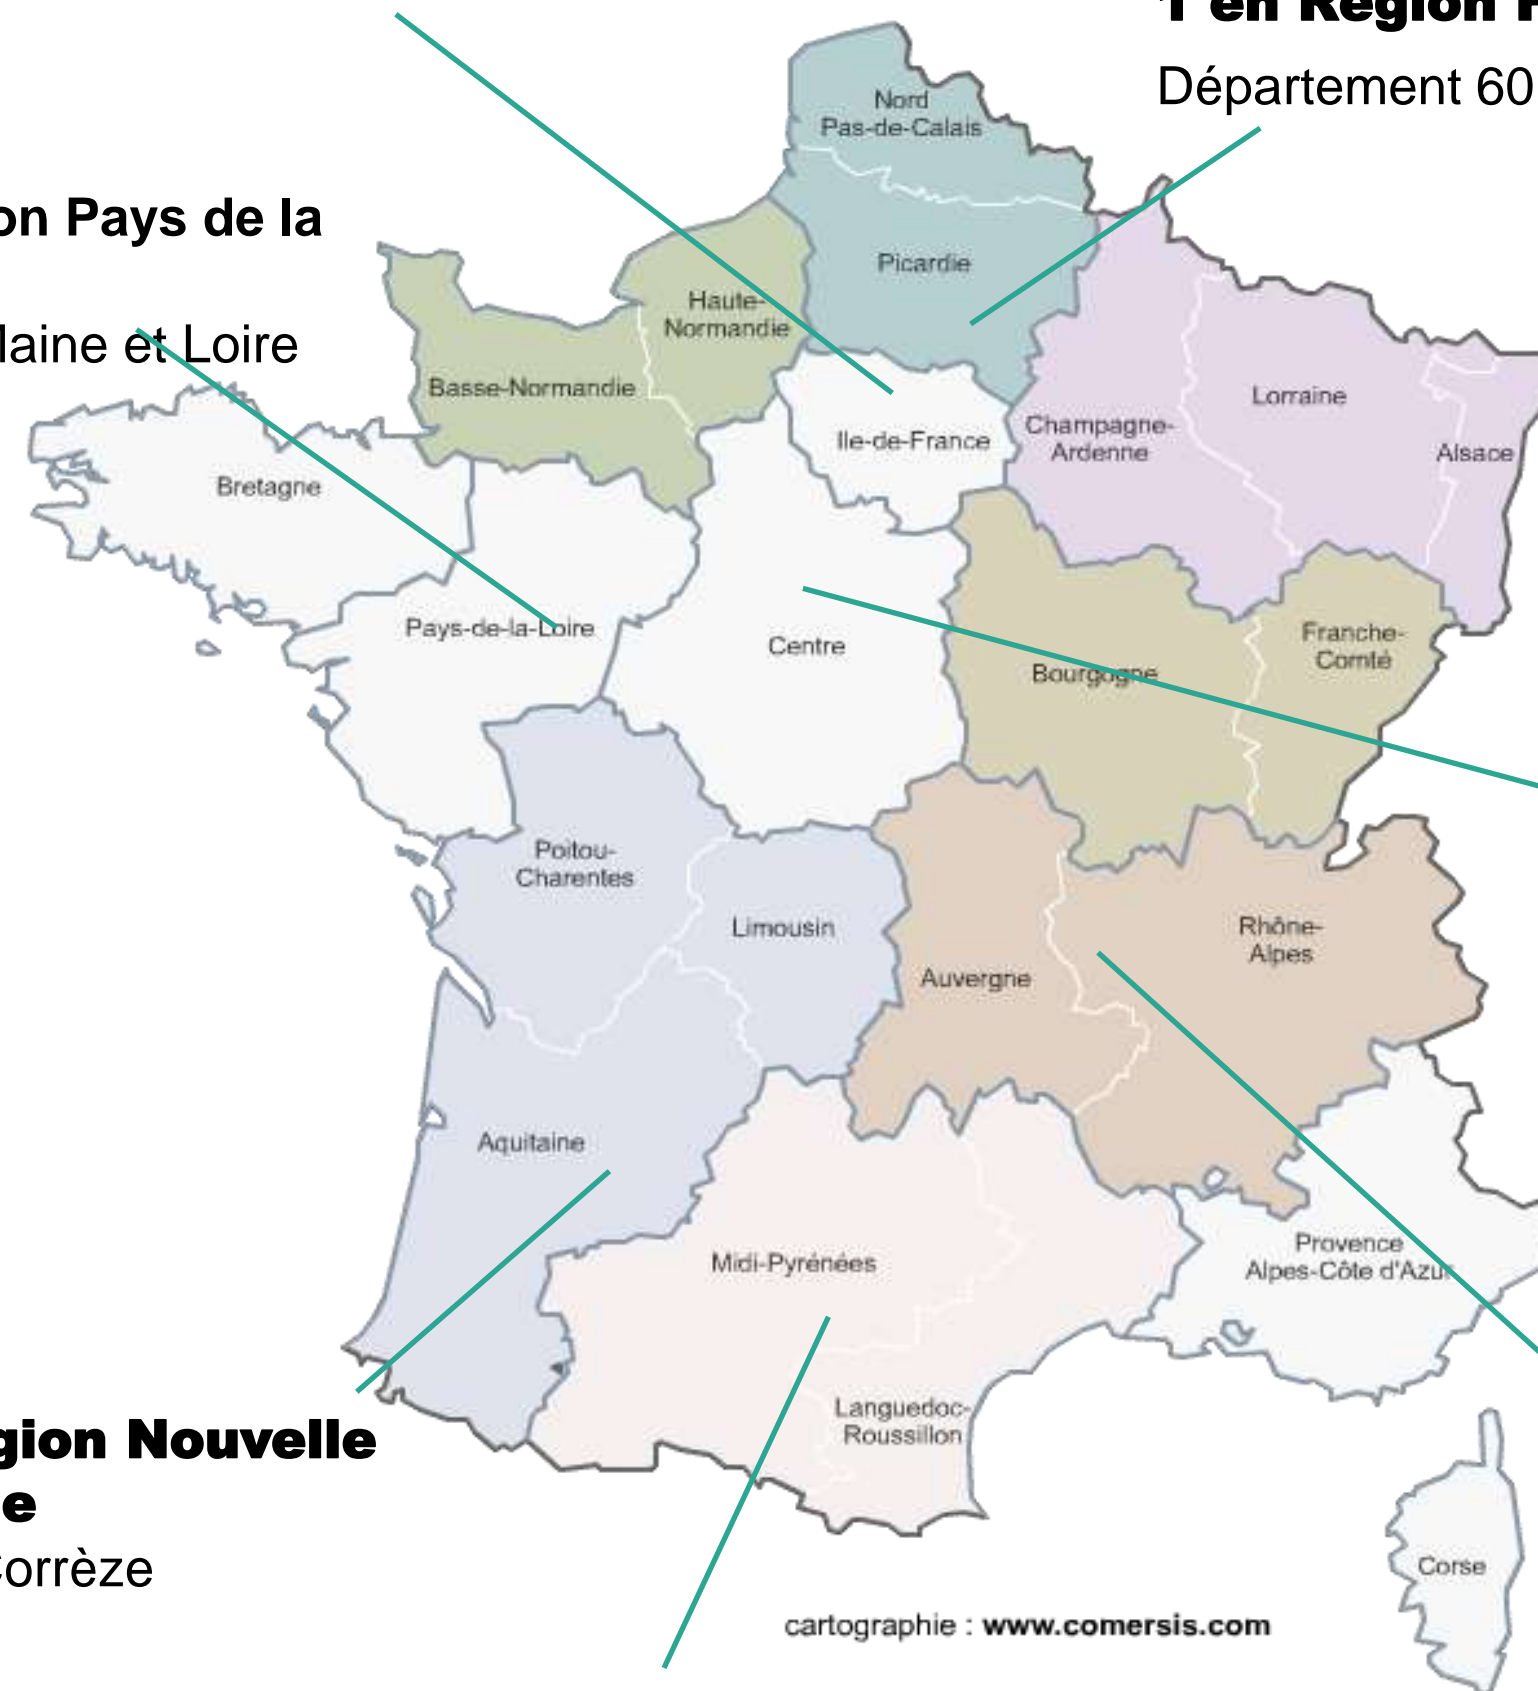 1 en Région
Département 60
on Pays de la
laine et Loire
Nord
Pas-de-Calais
Picardie
Haute-
Normandie
Basse-Normandie
Ile-de-France
Champagne-
Ardenne
Lorraine
Alsace
Bretagne
Pays-de-la-Loire
Centre
Bourgogne
Franche-
Comté
Poitou-
Charentes
Limousin
Auvergne
Rhône-
Alpes
Aquitaine
Midi-Pyrénées
Provence
Alpes-Côte d'Azur
Languedoc-
Roussillon
gion Nouvelle
e
Corrèze
Corse
cartographie : www.comersis.com